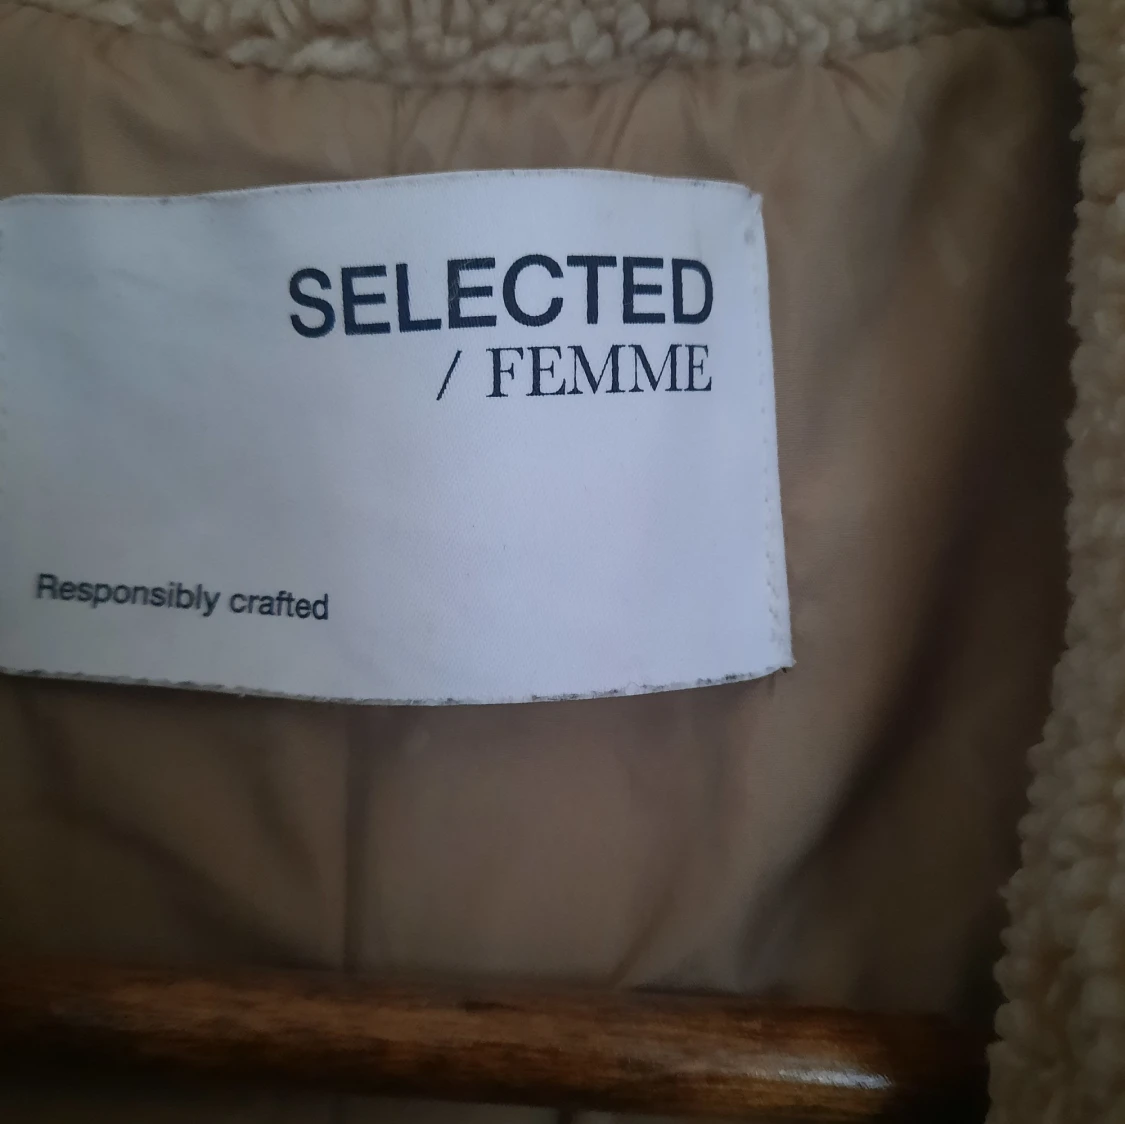 SELECTED
/ FEMME
Responsibly crafted